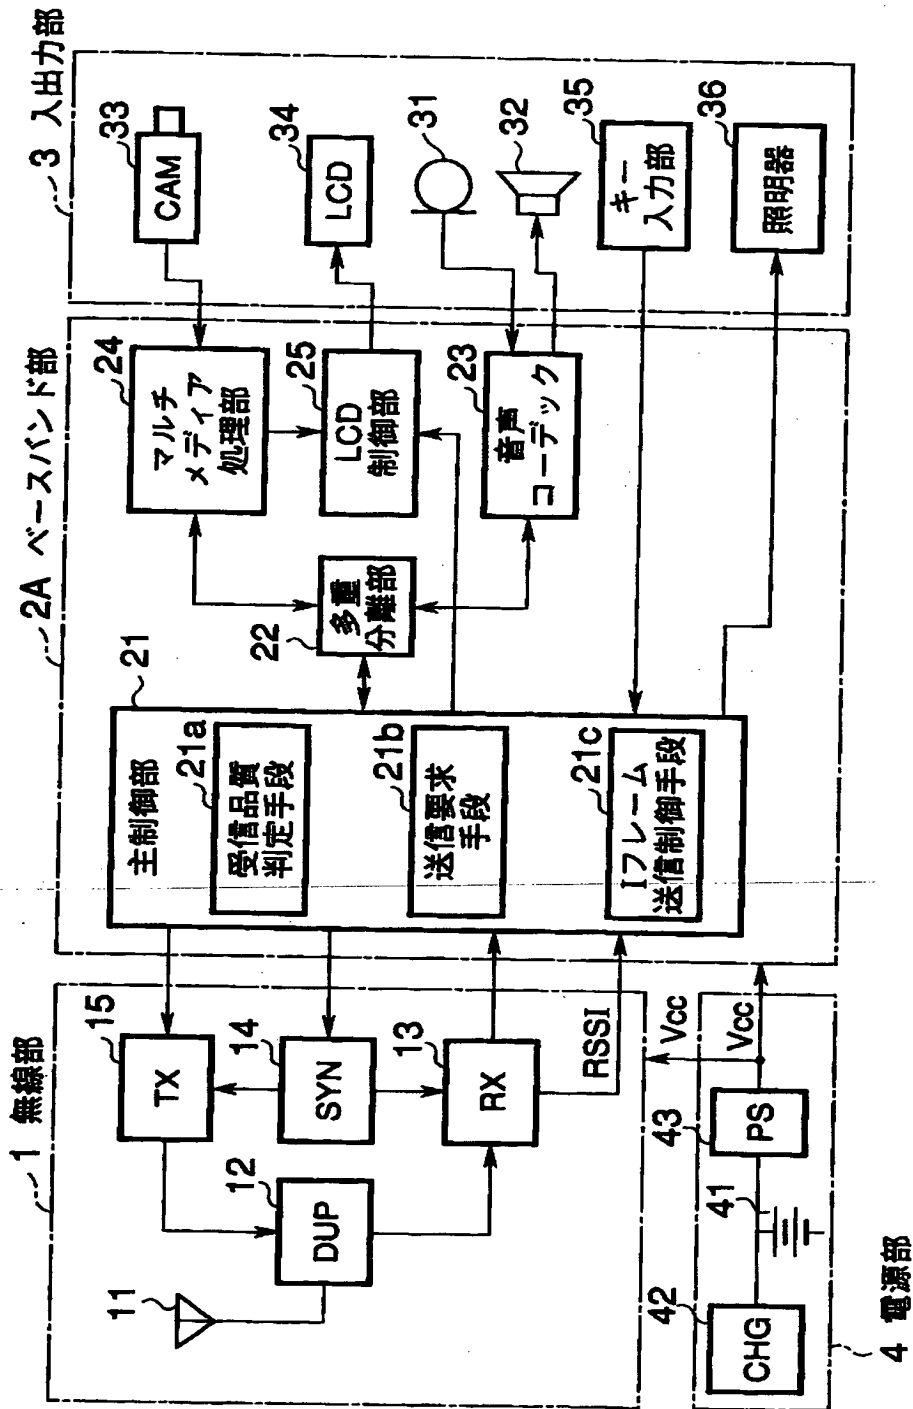 1 無線部
11
12
DUP
15
TX
14
SYN
13
RX
RSSI
2A ベースバンド部
21
主制御部
21a
受信品質
判定手段
21b
送信要求
手段
21c
Iフレーム
送信制御手段
22
多重
分離部
24
マルチ
メディア
処理部
25
LCD
制御部
23
音声
コーデック
3 入出力部
33
CAM
34
LCD
31
32
35
キー
入力部
36
照明器
4 電源部
42
CHG
41
43
PS
Vcc
Vcc